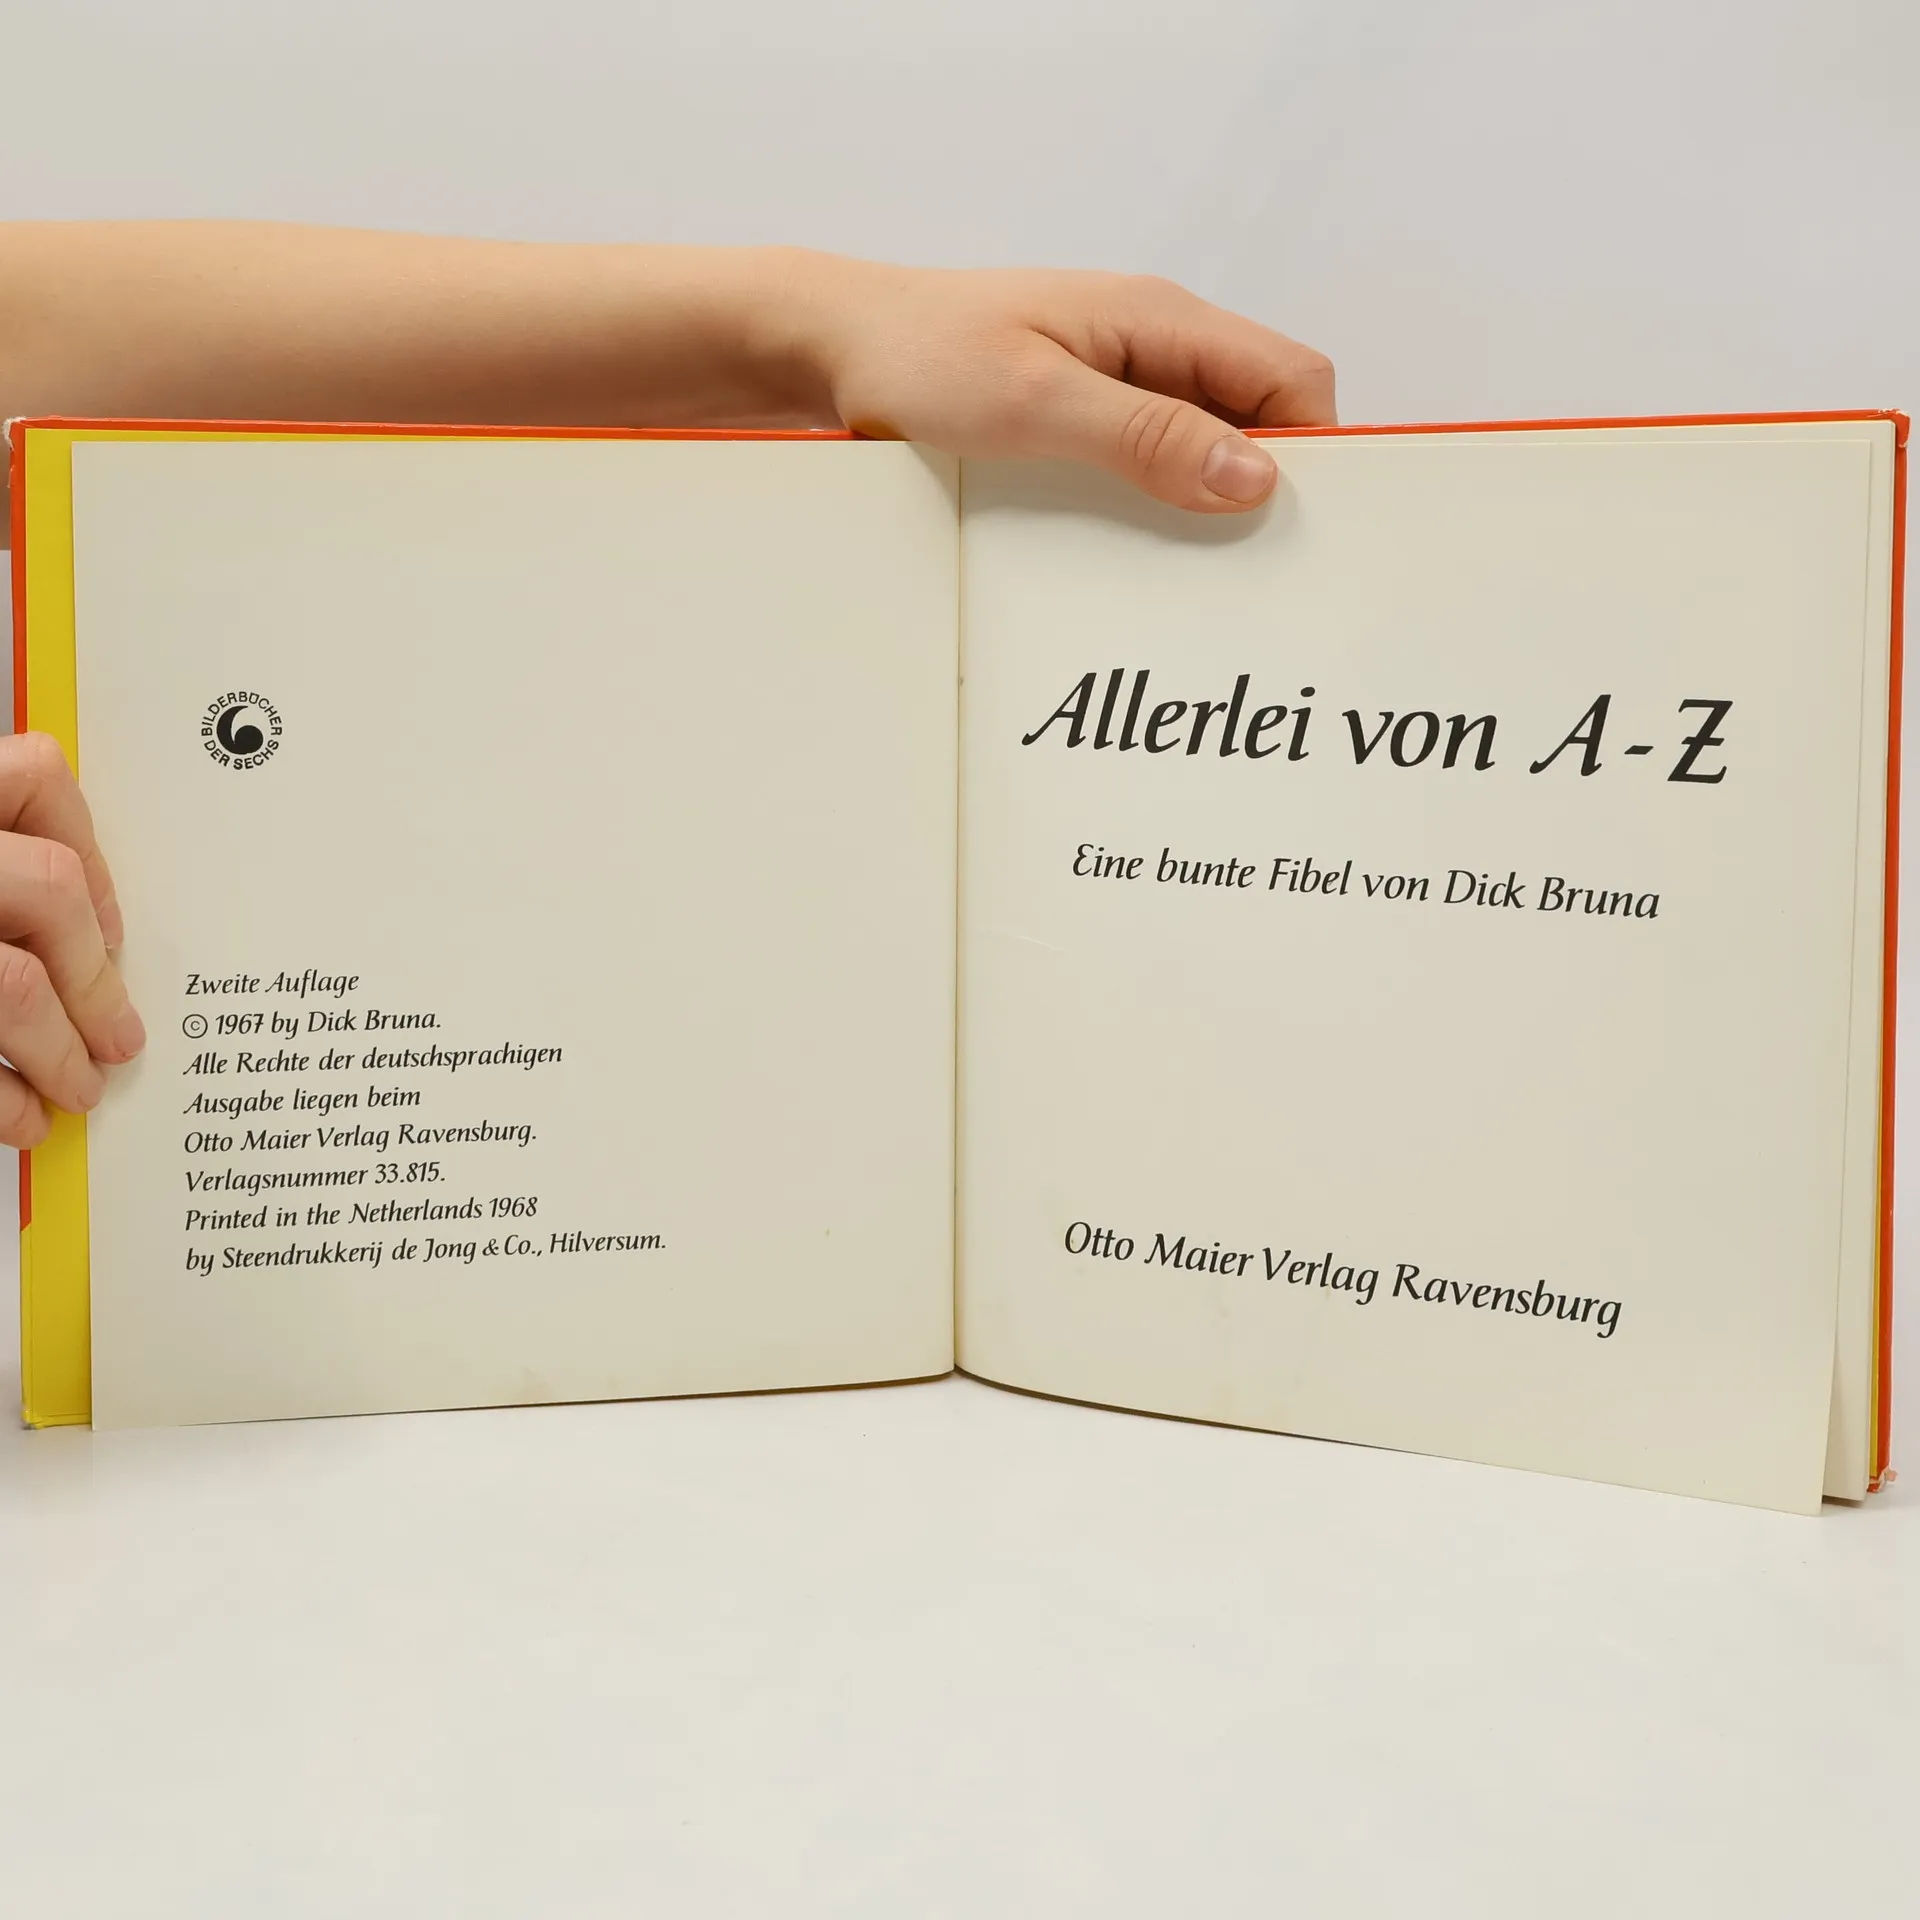 BILDERBÜCHER DER SECHS
Zweite Auflage
© 1967 by Dick Bruna.
Alle Rechte der deutschsprachigen
Ausgabe liegen beim
Otto Maier Verlag Ravensburg.
Verlagsnummer 33.815.
Printed in the Netherlands 1968
by Steendrukkerij de Jong & Co., Hilversum.
Allerlei von A-Z
Eine bunte Fibel von Dick Bruna
Otto Maier Verlag Ravensburg